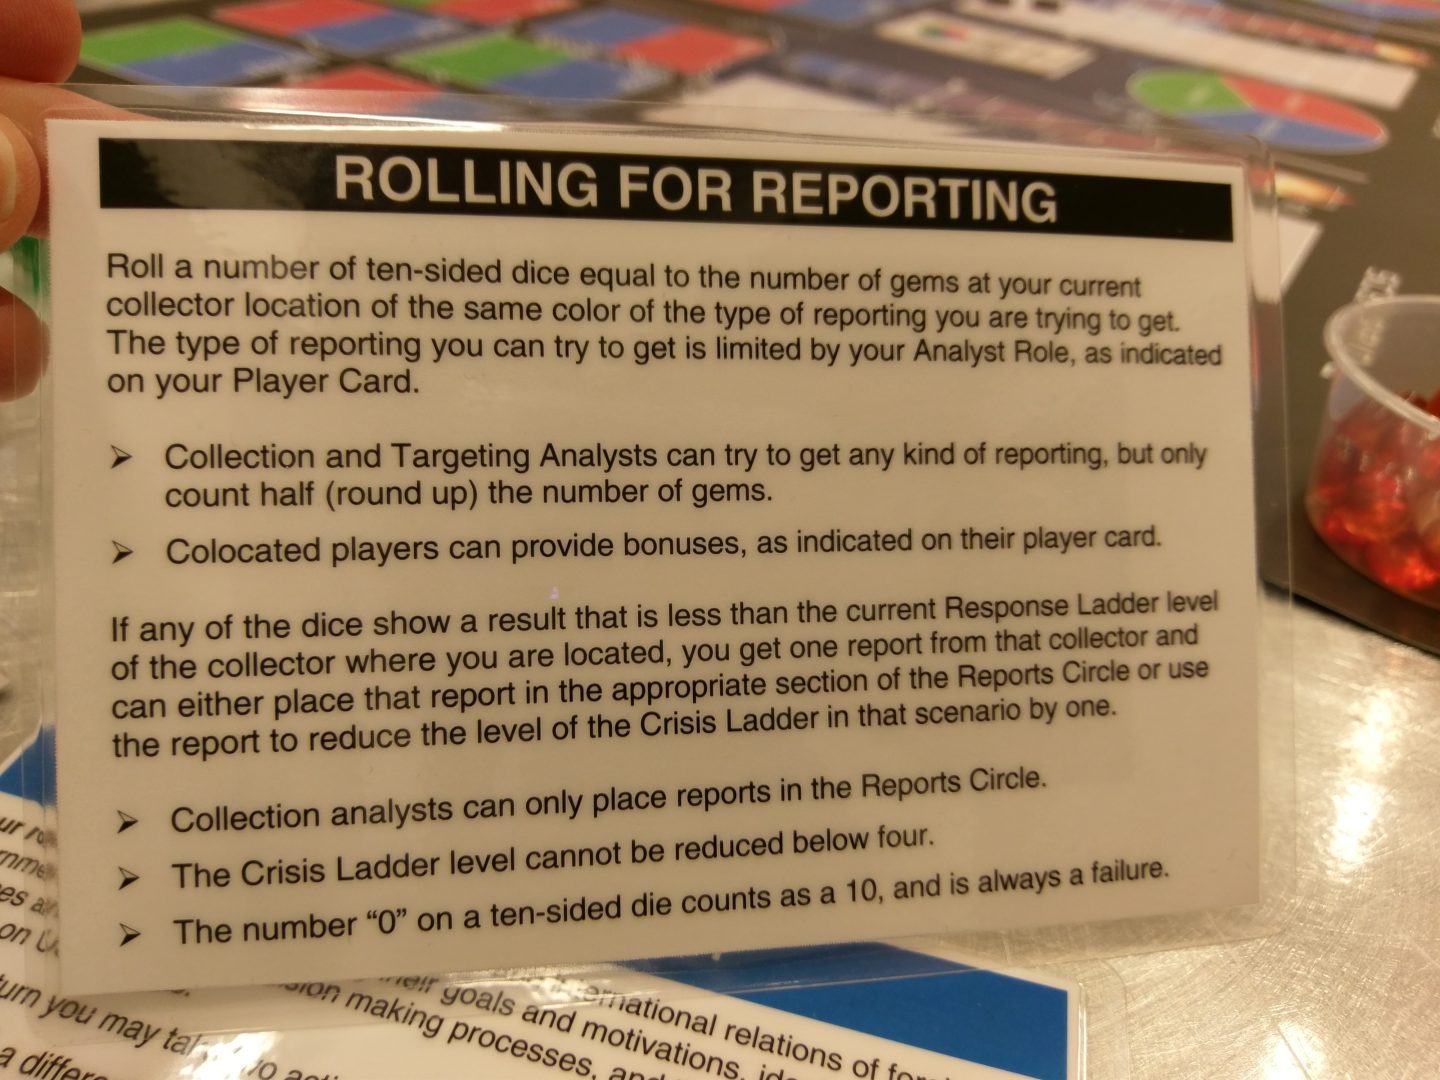 ROLLING FOR REPORTING
Roll a number of ten-sided dice equal to the number of gems at your current
collector location of the same color of the type of reporting you are trying to get.
The type of reporting you can try to get is limited by your Analyst Role, as indicated
on your Player Card.
➢ Collection and Targeting Analysts can try to get any kind of reporting, but only
count half (round up) the number of gems.
➢ Colocated players can provide bonuses, as indicated on their player card.
If any of the dice show a result that is less than the current Response Ladder level
of the collector where you are located, you get one report from that collector and
can either place that report in the appropriate section of the Reports Circle or use
the report to reduce the level of the Crisis Ladder in that scenario by one.
➢ Collection analysts can only place reports in the Reports Circle.
➢ The Crisis Ladder level cannot be reduced below four.
➢ The number “0” on a ten-sided die counts as a 10, and is always a failure.
international relations of
their goals and motivations,
making processes, and
turn you may
a